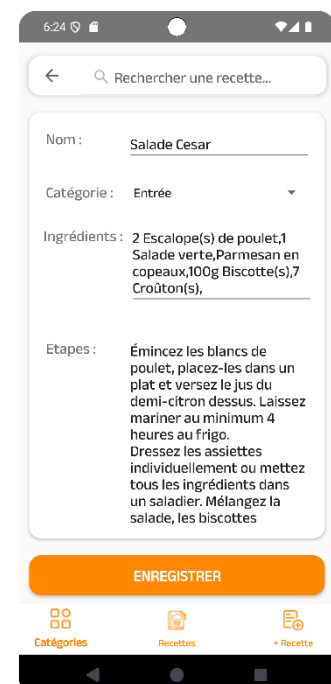 6:24
Rechercher une recette...
Nom :
Salade Cesar
Catégorie :
Entrée
Ingrédients :
2 Escalope(s) de poulet,1
Salade verte,Parmesan en
copeaux,100g Biscotte(s),7
Croûton(s),
Etapes :
Émincez les blancs de
poulet, placez-les dans un
plat et versez le jus du
demi-citron dessus. Laissez
mariner au minimum 4
heures au frigo.
Dressez les assiettes
individuellement ou mettez
tous les ingrédients dans
un saladier. Mélangez la
salade, les biscottes
ENREGISTRER
Catégories
Recettes
+ Recette